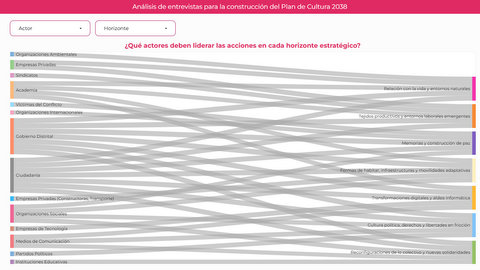 Análisis de entrevistas para la construcción del Plan de Cultura 2038
Actor
Horizonte
¿Qué actores deben liderar las acciones en cada horizonte estratégico?
Organizaciones Ambientales
Empresas Privadas
Sindicatos
Academia
Víctimas del Conflicto
Organizaciones Internacionales
Gobierno Distrital
Ciudadanía
Empresas Privadas (Constructoras, Transporte)
Organizaciones Sociales
Empresas de Tecnología
Medios de Comunicación
Partidos Políticos
Instituciones Educativas
Relación con la vida y entornos naturales
Tejidos productivos y entornos laborales emergentes
Memorias y construcción de paz
Formas de habitar, infraestructuras y movilidades adaptativas
Transformaciones digitales y aldea informática
Cultura política, derechos y libertades en fricción
Reconfiguraciones de lo colectivo y nuevas solidaridades